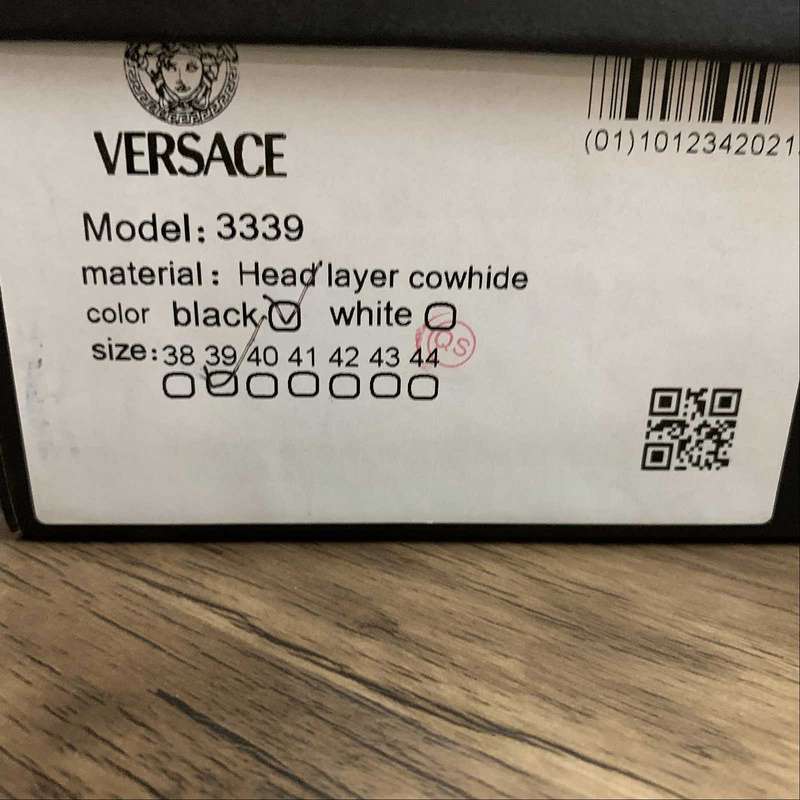 VERSACE
(01)1012342021
Model: 3339
material: Head layer cowhide
color black white
size: 38 39 40 41 42 43 44
QS